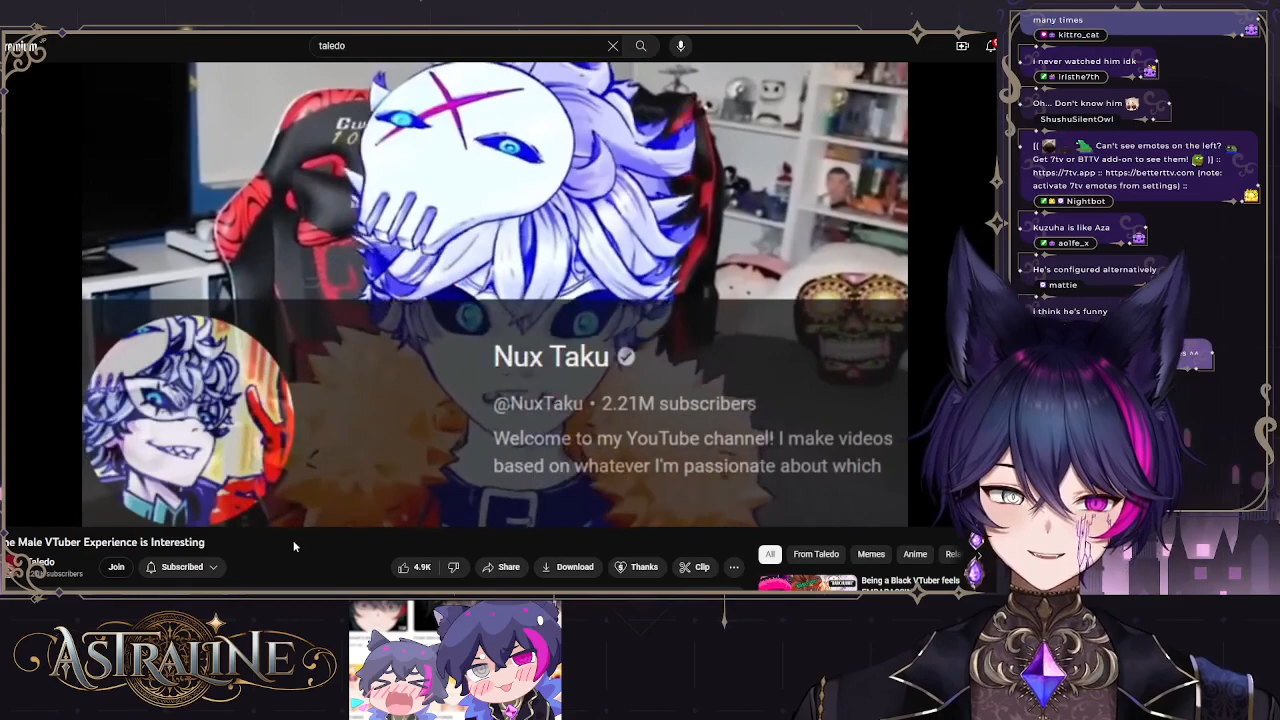 taledo
many times
kittro_cat
i never watched him idk
iristhe7th
Oh... Don't know him
ShushuSilentOwl
[( Can't see emotes on the left?
Get 7tv or BTTV add-on to see them! )] ::
https://7tv.app :: https://betterttv.com (note:
activate 7tv emotes from settings) ::
Nightbot
Kuzuha is like Aza
ao1fe_x
He's configured alternatively
mattie
i think he's funny
Nux Taku
@NuxTaku • 2.21M subscribers
Welcome to my YouTube channel! I make videos
based on whatever I'm passionate about which
he Male VTuber Experience is Interesting
Taledo
subscribers
Join
Subscribed
4.9K
Share
Download
Thanks
Clip
All
From Taledo
Memes
Anime
Rel
Being a Black VTuber feels
ASTRALINE